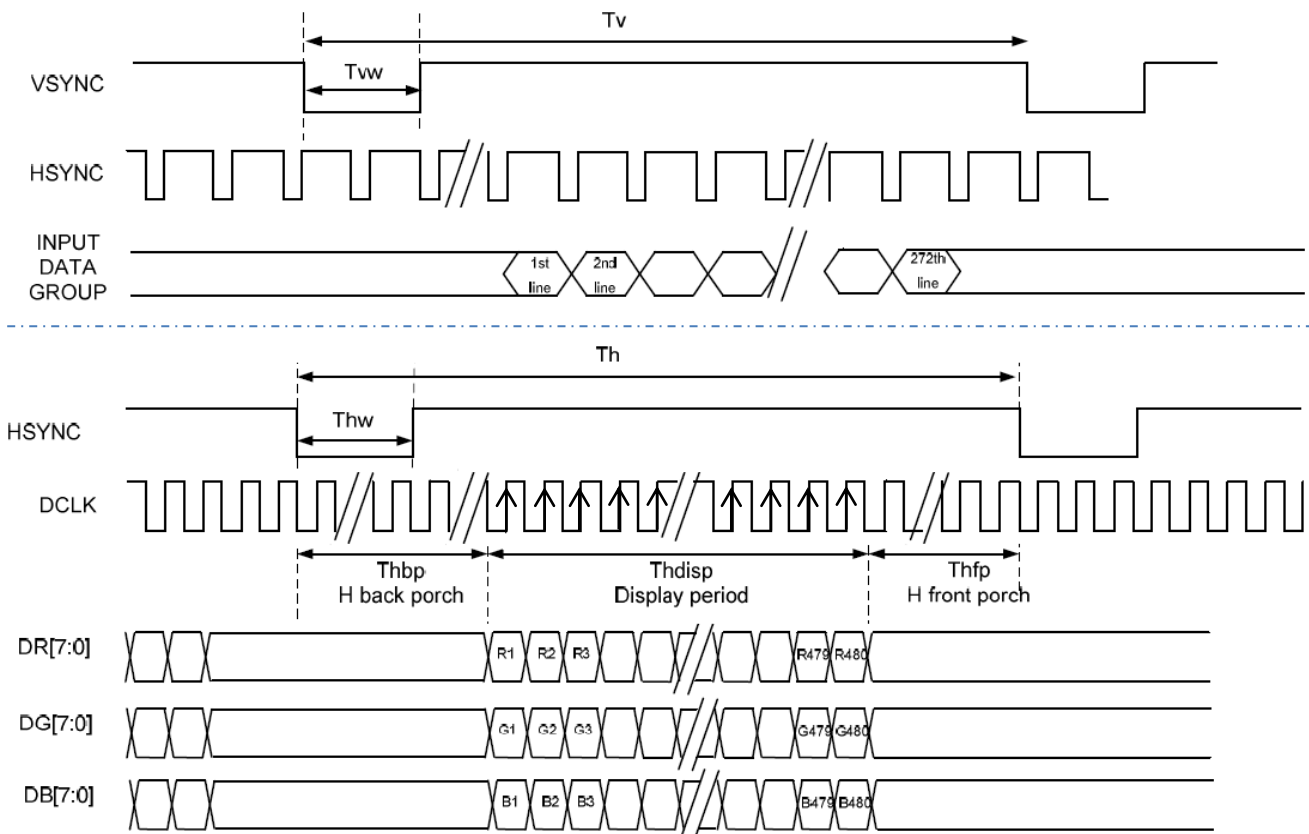 Tv
VSYNC
Tvw
HSYNC
INPUT
DATA
GROUP
1st
line
2nd
line
272th
line
Th
HSYNC
Thw
DCLK
Thbp
H back porch
Thdisp
Display period
Thfp
H front porch
DR[7:0]
R1 R2 R3 R479 R480
DG[7:0]
G1 G2 G3 G479 G480
DB[7:0]
B1 B2 B3 B479 B480